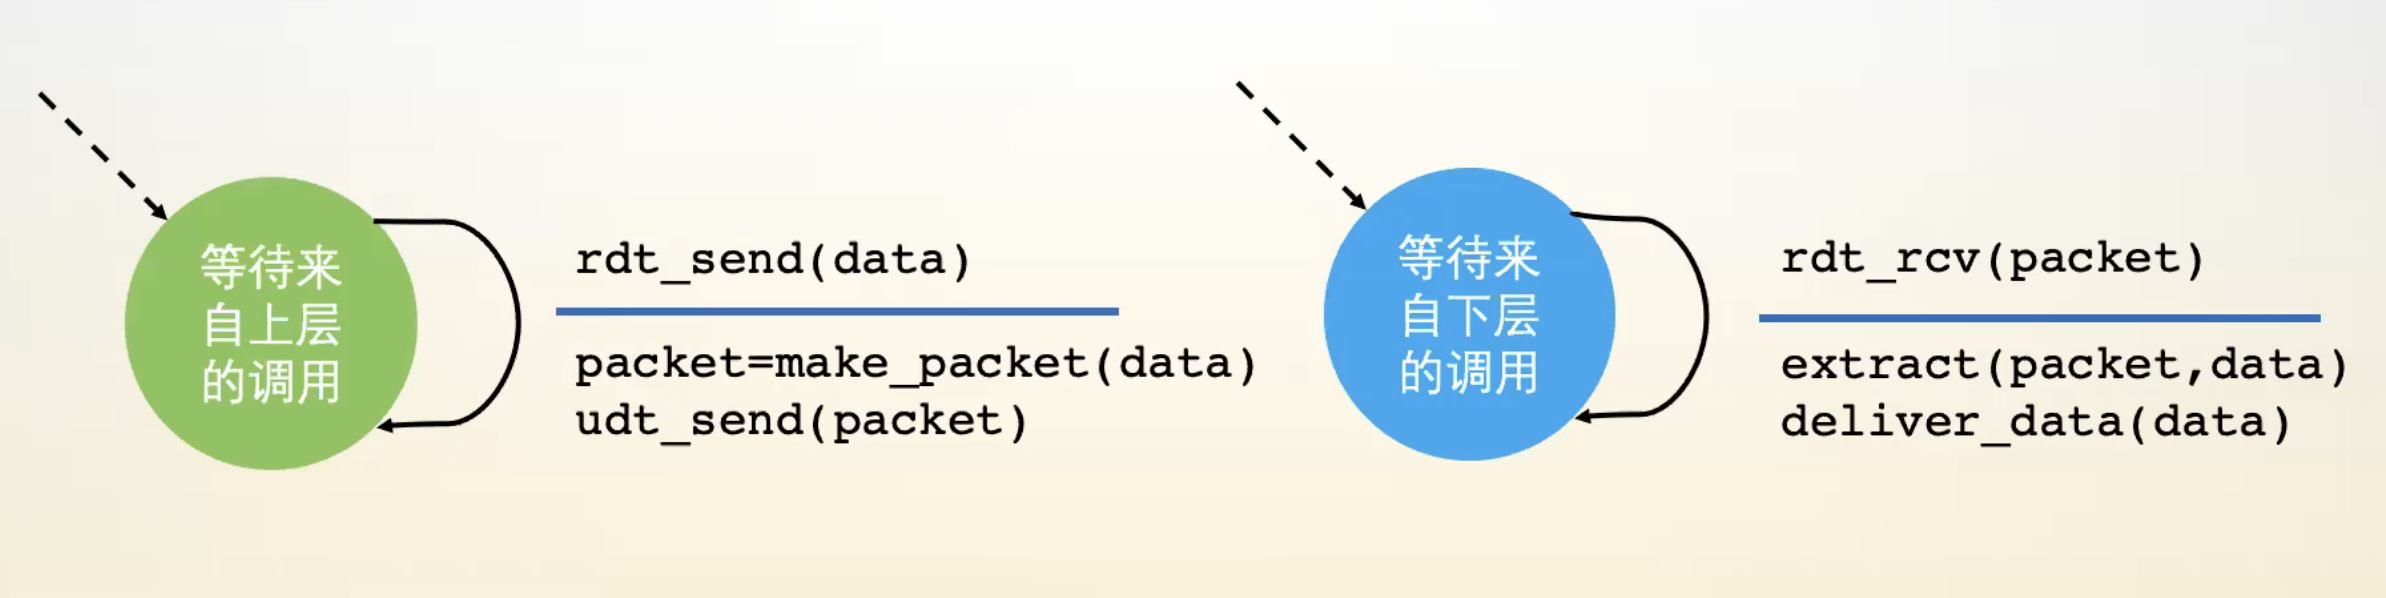 等待来
自上层
的调用
rdt_send(data)
packet=make_packet(data)
udt_send(packet)
等待来
自下层
的调用
rdt_rcv(packet)
extract(packet,data)
deliver_data(data)